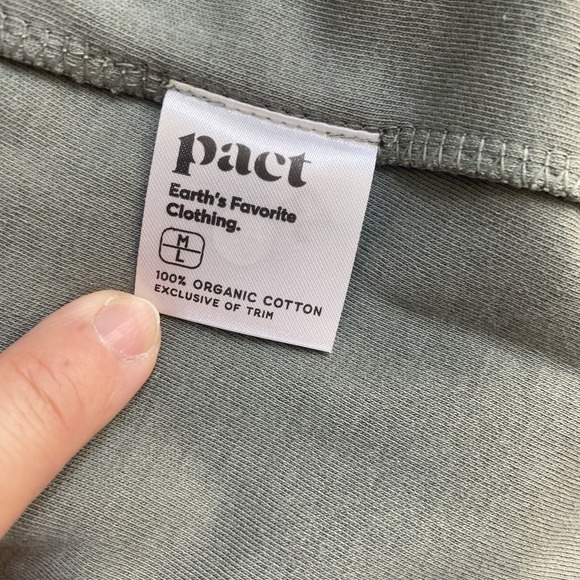 pact
Earth's Favorite
Clothing.
M
L
100% ORGANIC COTTON
EXCLUSIVE OF TRIM